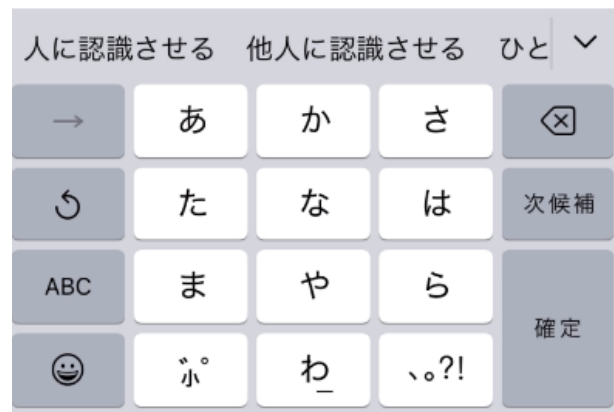 人に認識させる 他人に認識させる ひと
→ あ か さ
た な は 次候補
ABC ま や ら
確定
゛゜小 わ_ 、。?!